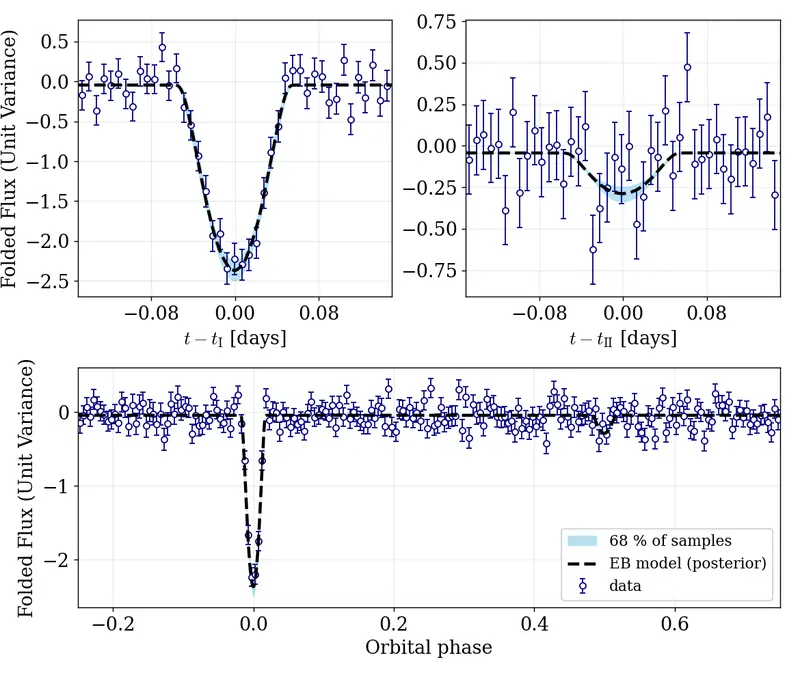 Folded Flux (Unit Variance)
0.5
0.0
−0.5
−1.0
−1.5
−2.0
−2.5
−0.08 0.00 0.08
t − tI [days]
0.75
0.50
0.25
0.00
−0.25
−0.50
−0.75
−0.08 0.00 0.08
t − tII [days]
Folded Flux (Unit Variance)
0
−1
−2
68 % of samples
EB model (posterior)
data
−0.2 0.0 0.2 0.4 0.6
Orbital phase